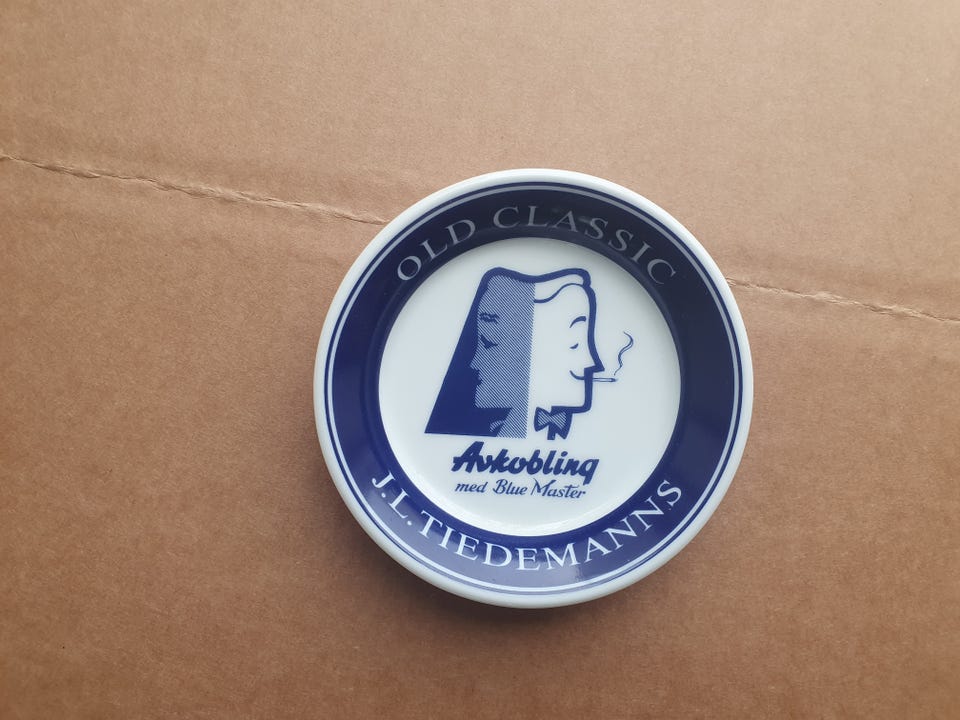 OLD CLASSIC
Avkobling
med Blue Master
J.L.TIEDEMANNS